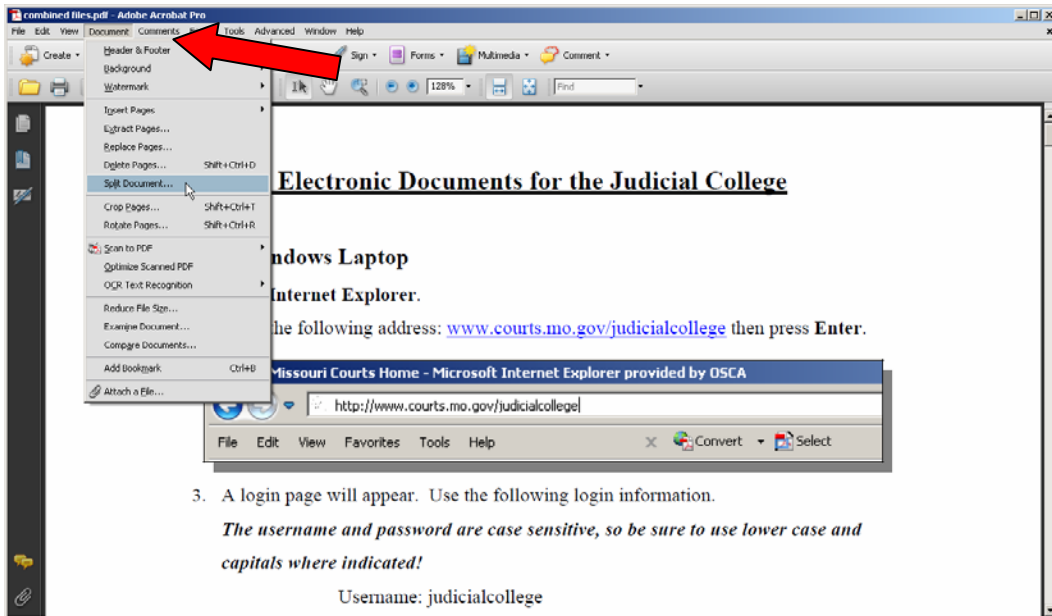 combined files.pdf - Adobe Acrobat Pro
File Edit View Document Comments Tools Advanced Window Help
Create Sign Forms Multimedia Comment
128% Find
Header & Footer
Background
Watermark
Insert Pages
Extract Pages...
Replace Pages...
Delete Pages... Shift+Ctrl+D
Split Document...
Crop Pages... Shift+Ctrl+T
Rotate Pages... Shift+Ctrl+R
Scan to PDF
Optimize Scanned PDF
OCR Text Recognition
Reduce File Size...
Examine Document...
Compare Documents...
Add Bookmark Ctrl+B
Attach a File...
Electronic Documents for the Judicial College
ndows Laptop
Internet Explorer.
he following address: www.courts.mo.gov/judicialcollege then press Enter.
Missouri Courts Home - Microsoft Internet Explorer provided by OSCA
http://www.courts.mo.gov/judicialcollege
File Edit View Favorites Tools Help Convert Select
3. A login page will appear. Use the following login information.
The username and password are case sensitive, so be sure to use lower case and
capitals where indicated!
Username: judicialcollege